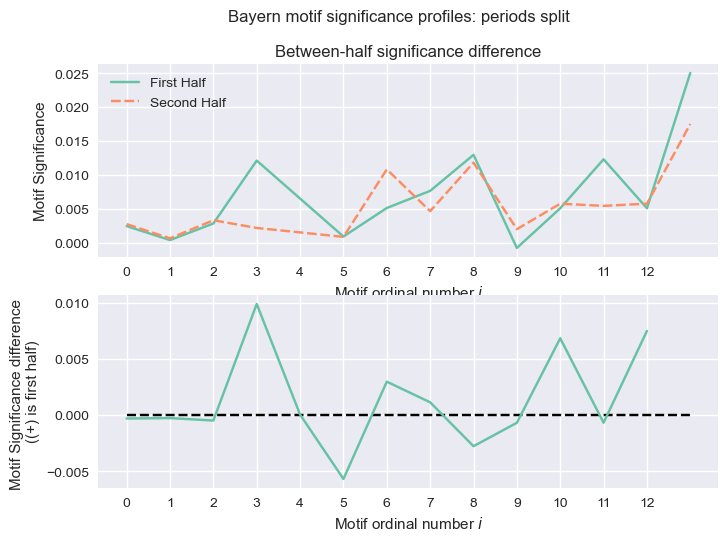 Bayern motif significance profiles: periods split
Between-half significance difference
Motif Significance
0.025
0.020
0.015
0.010
0.005
0.000
First Half
Second Half
0 1 2 3 4 5 6 7 8 9 10 11 12
Motif ordinal number i
Motif Significance difference
((+) is first half)
0.010
0.005
0.000
−0.005
0 1 2 3 4 5 6 7 8 9 10 11 12
Motif ordinal number i